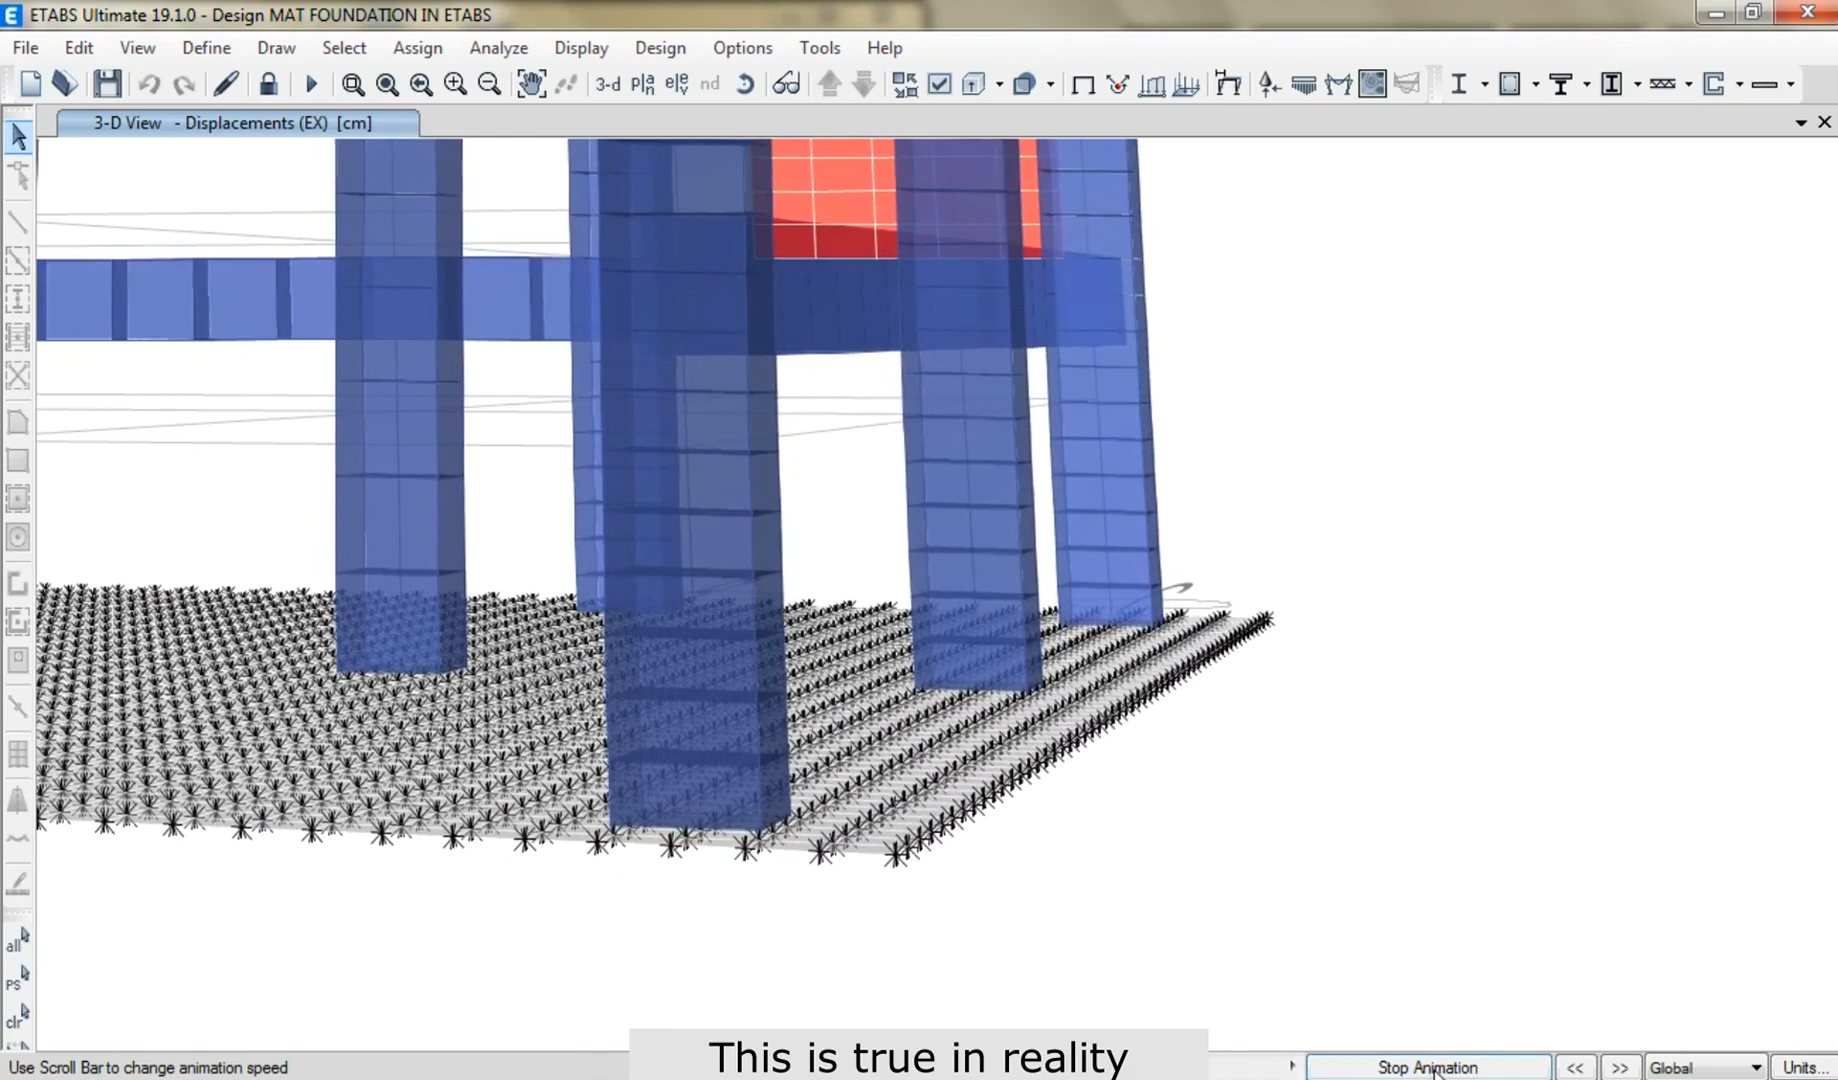 ETABS Ultimate 19.1.0 - Design MAT FOUNDATION IN ETABS
File Edit View Define Draw Select Assign Analyze Display Design Options Tools Help
3-d pla n ele v nd
3-D View - Displacements (EX) [cm]
all
PS
clr
This is true in reality
Use Scroll Bar to change animation speed
Stop Animation << >> Global Units...